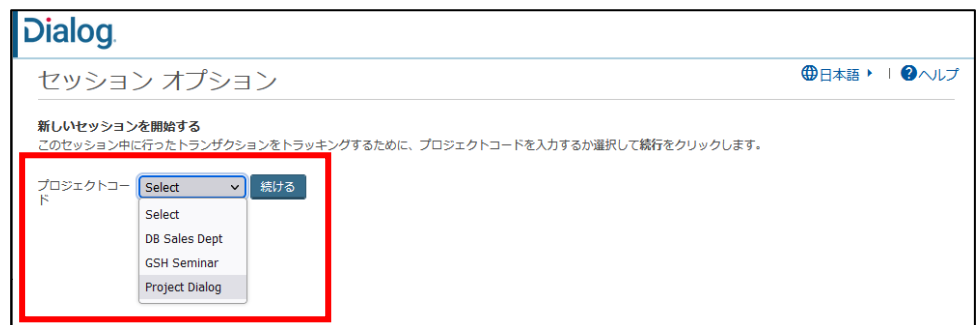 Dialog
セッション オプション
日本語 ヘルプ
新しいセッションを開始する
このセッション中に行ったトランザクションをトラッキングするために、プロジェクトコードを入力するか選択して続行をクリックします。
プロジェクトコー
ド
Select 続ける
Select
DB Sales Dept
GSH Seminar
Project Dialog